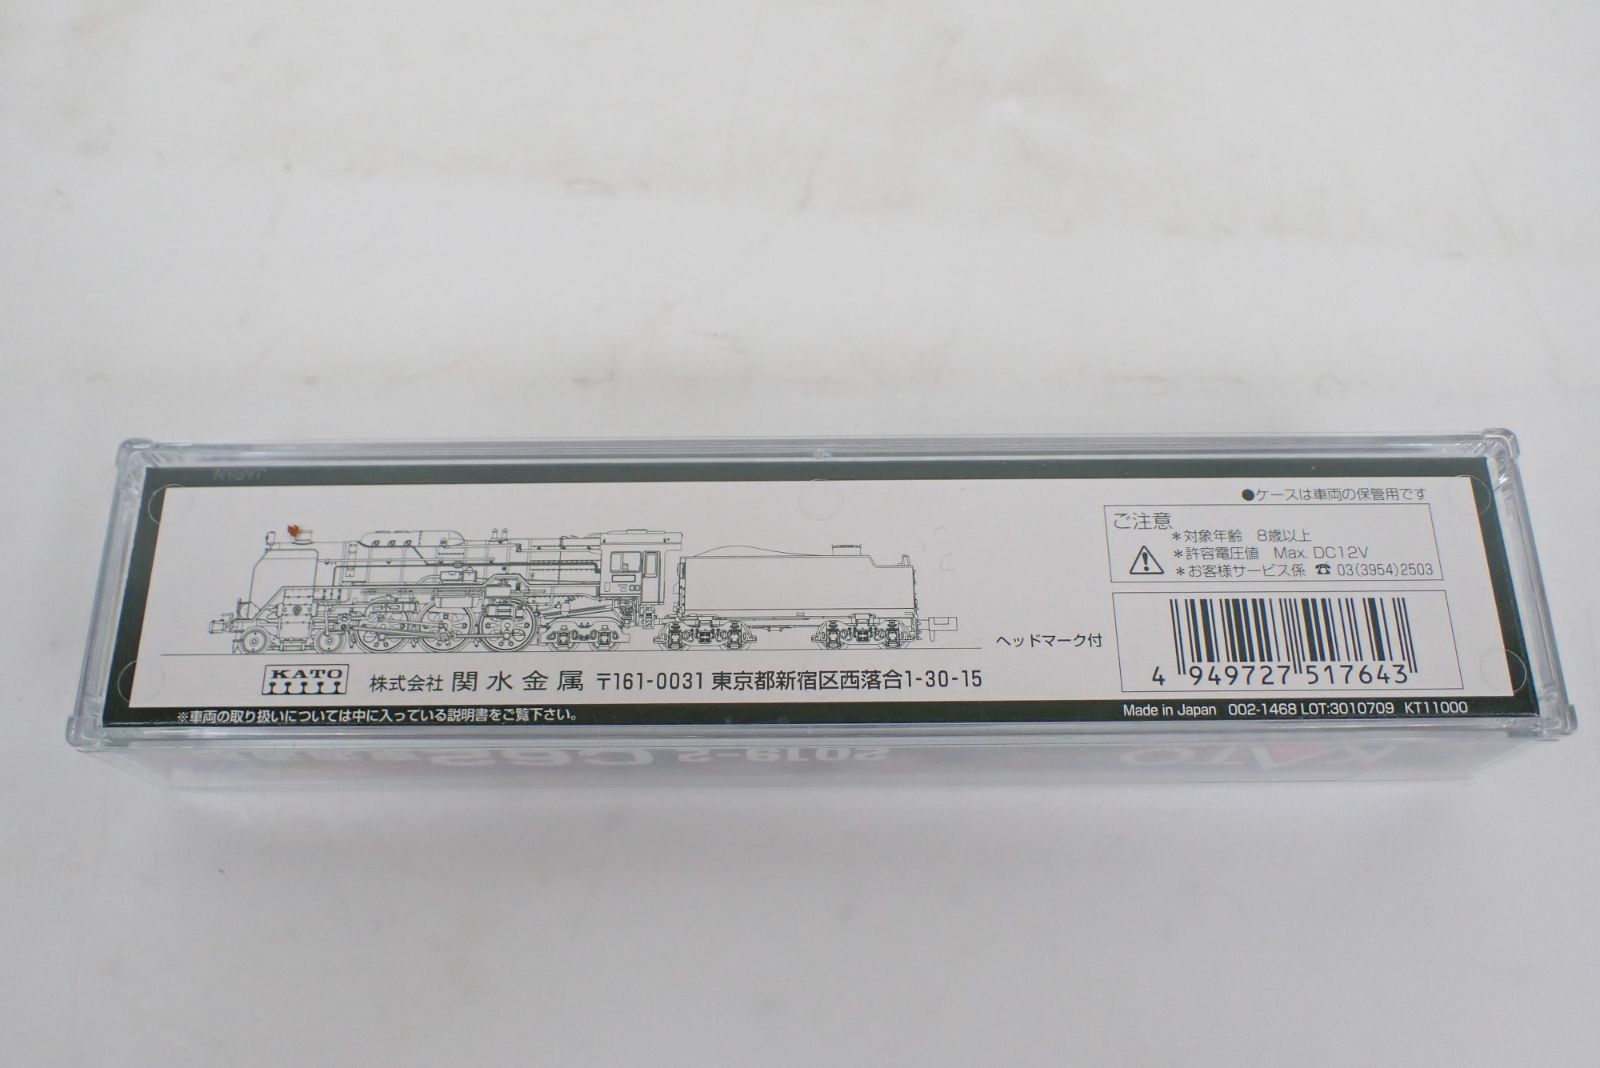 ●ケースは車両の保管用です
ご注意
＊対象年齢 8歳以上
＊許容電圧値 Max. DC12V
＊お客様サービス係 ☎ 03(3954)2503
ヘッドマーク付
4 949727 517643
KATO
株式会社 関水金属 〒161-0031 東京都新宿区西落合1-30-15
※車両の取り扱いについては中に入っている説明書をご覧下さい。
Made in Japan 002-1468 LOT:3010709 KT11000
KATO
2019-2 C62